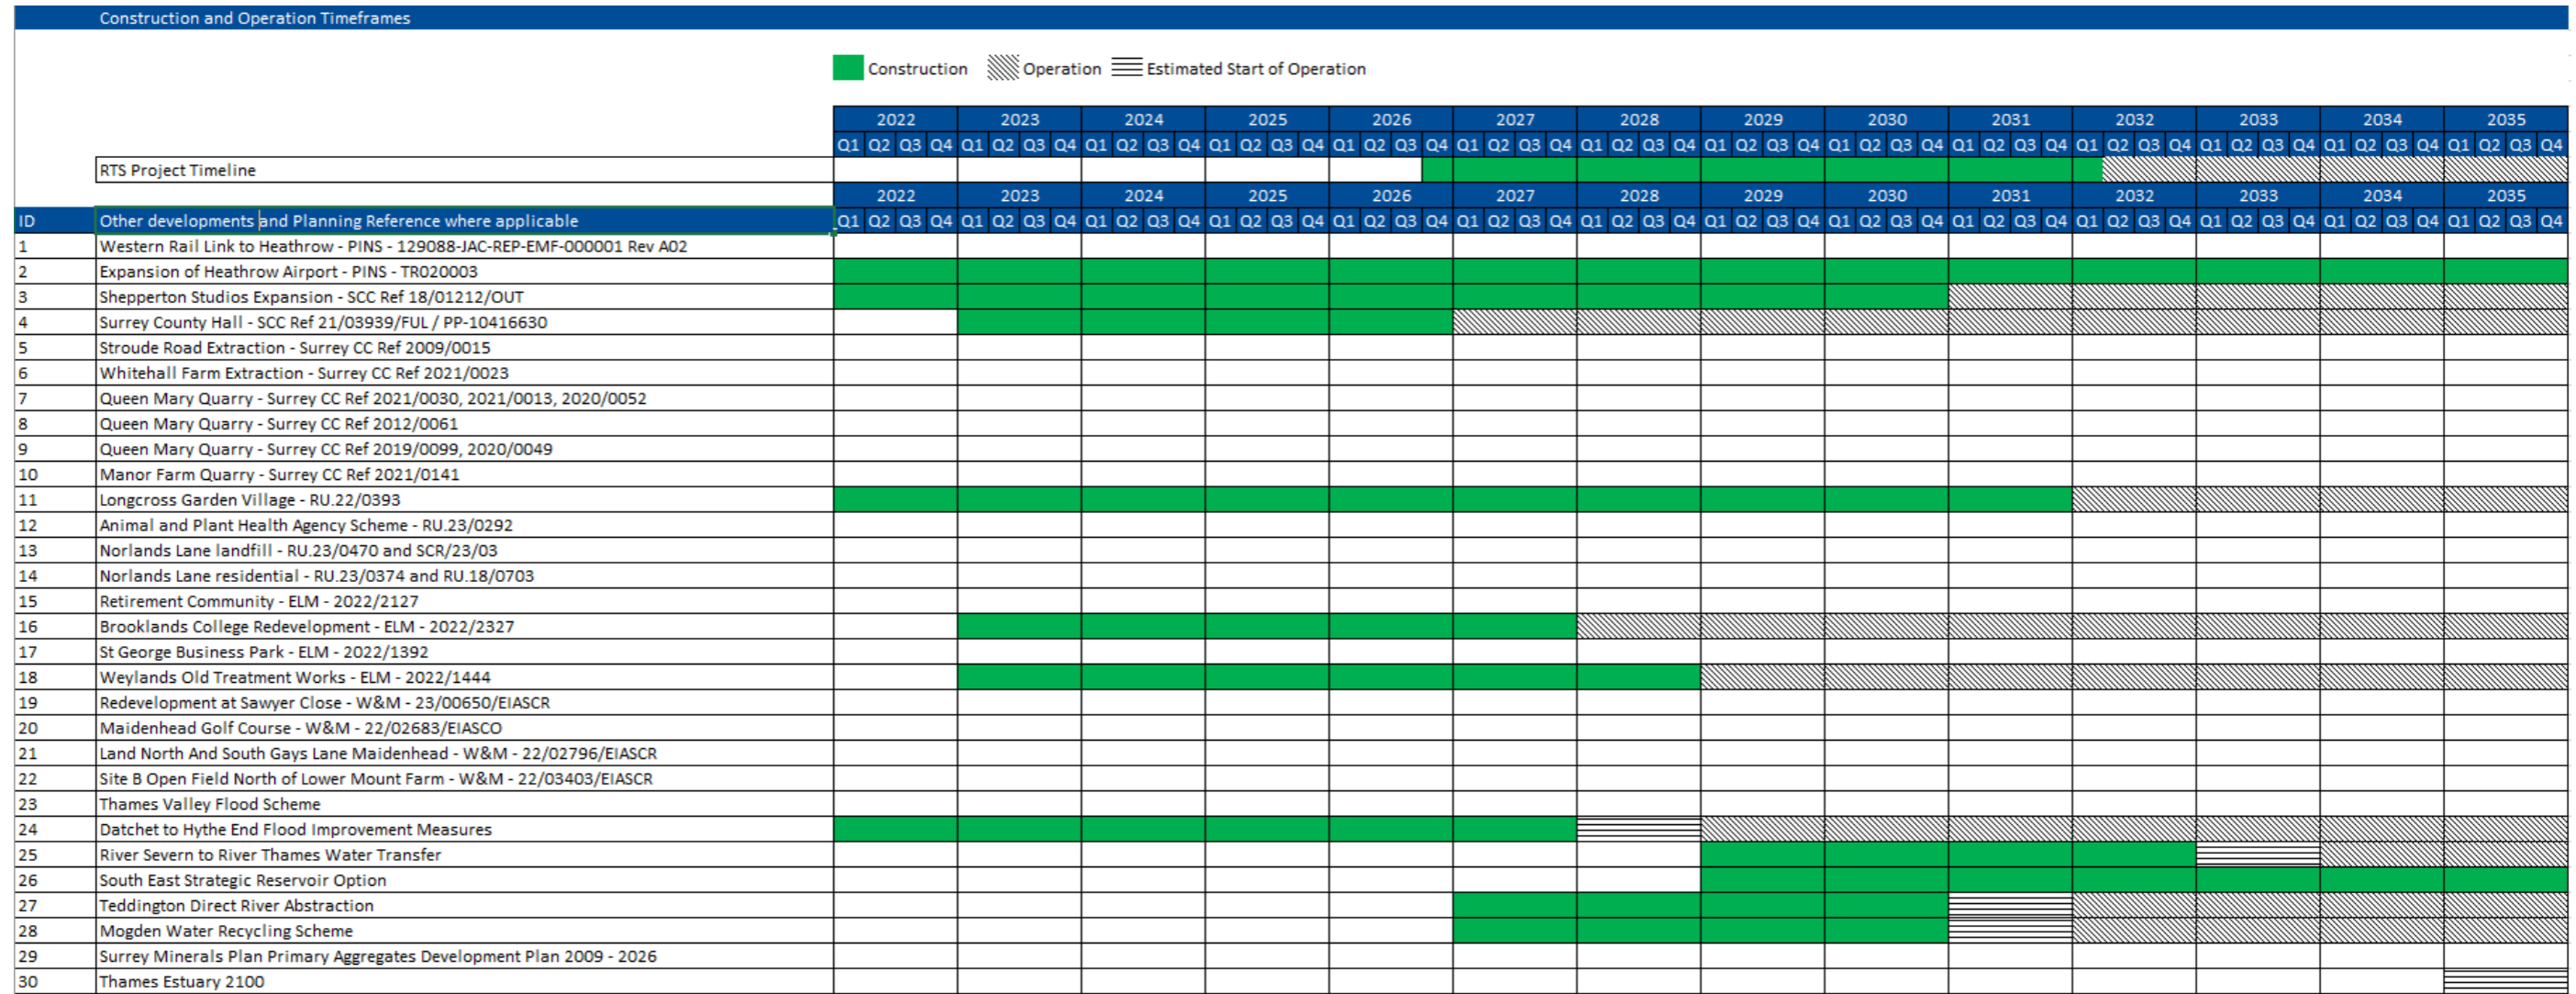 Construction and Operation Timeframes
Construction Operation Estimated Start of Operation
2022 2023 2024 2025 2026 2027 2028 2029 2030 2031 2032 2033 2034 2035
Q1 Q2 Q3 Q4 Q1 Q2 Q3 Q4 Q1 Q2 Q3 Q4 Q1 Q2 Q3 Q4 Q1 Q2 Q3 Q4 Q1 Q2 Q3 Q4 Q1 Q2 Q3 Q4 Q1 Q2 Q3 Q4 Q1 Q2 Q3 Q4 Q1 Q2 Q3 Q4 Q1 Q2 Q3 Q4 Q1 Q2 Q3 Q4 Q1 Q2 Q3 Q4 Q1 Q2 Q3 Q4
RTS Project Timeline
2022 2023 2024 2025 2026 2027 2028 2029 2030 2031 2032 2033 2034 2035
ID Other developments and Planning Reference where applicable Q1 Q2 Q3 Q4 Q1 Q2 Q3 Q4 Q1 Q2 Q3 Q4 Q1 Q2 Q3 Q4 Q1 Q2 Q3 Q4 Q1 Q2 Q3 Q4 Q1 Q2 Q3 Q4 Q1 Q2 Q3 Q4 Q1 Q2 Q3 Q4 Q1 Q2 Q3 Q4 Q1 Q2 Q3 Q4 Q1 Q2 Q3 Q4 Q1 Q2 Q3 Q4 Q1 Q2 Q3 Q4
1 Western Rail Link to Heathrow - PINS - 129088-JAC-REP-EMF-000001 Rev A02
2 Expansion of Heathrow Airport - PINS - TR020003
3 Shepperton Studios Expansion - SCC Ref 18/01212/OUT
4 Surrey County Hall - SCC Ref 21/03939/FUL / PP-10416630
5 Stroude Road Extraction - Surrey CC Ref 2009/0015
6 Whitehall Farm Extraction - Surrey CC Ref 2021/0023
7 Queen Mary Quarry - Surrey CC Ref 2021/0030, 2021/0013, 2020/0052
8 Queen Mary Quarry - Surrey CC Ref 2012/0061
9 Queen Mary Quarry - Surrey CC Ref 2019/0099, 2020/0049
10 Manor Farm Quarry - Surrey CC Ref 2021/0141
11 Longcross Garden Village - RU.22/0393
12 Animal and Plant Health Agency Scheme - RU.23/0292
13 Norlands Lane landfill - RU.23/0470 and SCR/23/03
14 Norlands Lane residential - RU.23/0374 and RU.18/0703
15 Retirement Community - ELM - 2022/2127
16 Brooklands College Redevelopment - ELM - 2022/2327
17 St George Business Park - ELM - 2022/1392
18 Weylands Old Treatment Works - ELM - 2022/1444
19 Redevelopment at Sawyer Close - W&M - 23/00650/EIASCR
20 Maidenhead Golf Course - W&M - 22/02683/EIASCO
21 Land North And South Gays Lane Maidenhead - W&M - 22/02796/EIASCR
22 Site B Open Field North of Lower Mount Farm - W&M - 22/03403/EIASCR
23 Thames Valley Flood Scheme
24 Datchet to Hythe End Flood Improvement Measures
25 River Severn to River Thames Water Transfer
26 South East Strategic Reservoir Option
27 Teddington Direct River Abstraction
28 Mogden Water Recycling Scheme
29 Surrey Minerals Plan Primary Aggregates Development Plan 2009 - 2026
30 Thames Estuary 2100